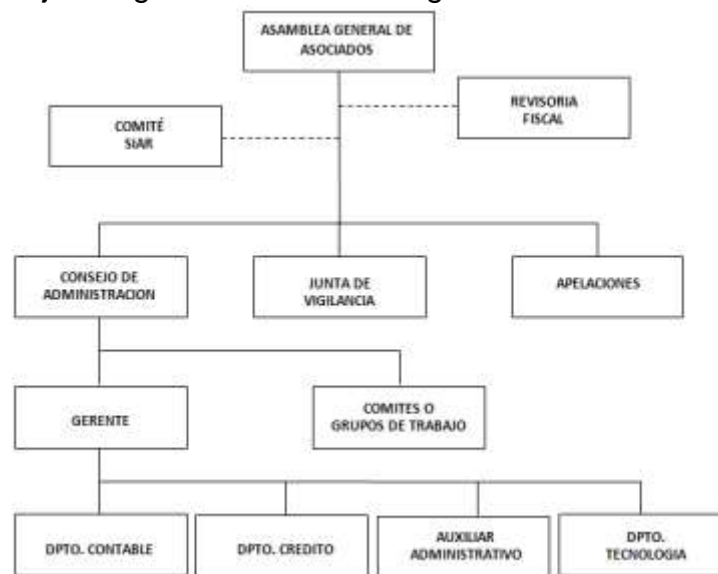 ASAMBLEA GENERAL DE
ASOCIADOS
REVISORIA
FISCAL
COMITÉ
SIAR
CONSEJO DE
ADMINISTRACION
JUNTA DE
VIGILANCIA
APELACIONES
GERENTE
COMITES O
GRUPOS DE TRABAJO
DPTO. CONTABLE
DPTO. CREDITO
AUXILIAR
ADMINISTRATIVO
DPTO.
TECNOLOGIA